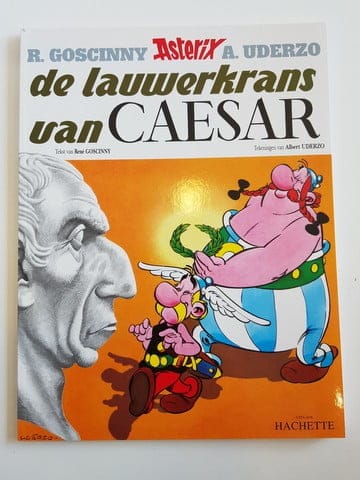 R. GOSCINNY Asterix A. UDERZO
de lauwerkrans
van CAESAR
Tekst van René GOSCINNY
Tekeningen van Albert UDERZO
HACHETTE